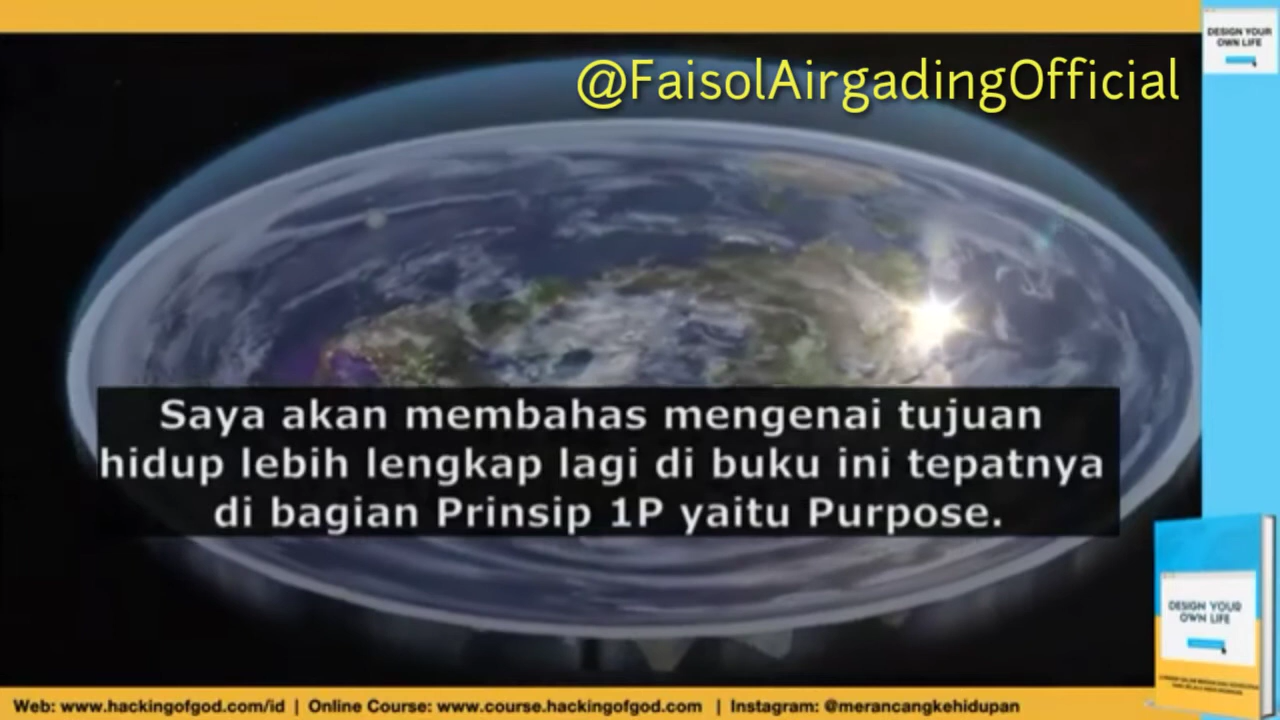 DESIGN YOUR
OWN LIFE
@FaisolAirgadingOfficial
Saya akan membahas mengenai tujuan
hidup lebih lengkap lagi di buku ini tepatnya
di bagian Prinsip 1P yaitu Purpose.
DESIGN YOUR
OWN LIFE
Web: www.hackingofgod.com/id | Online Course: www.course.hackingofgod.com | Instagram: @merancangkehidupan